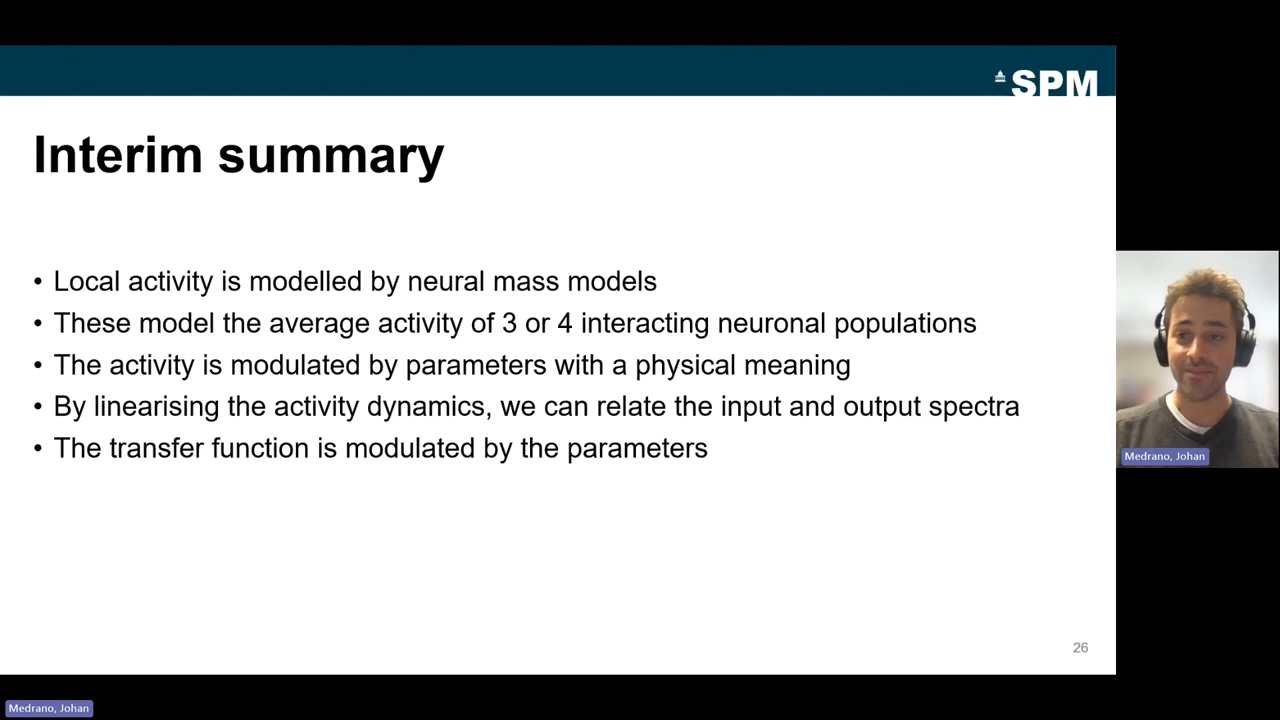 SPM
Interim summary
• Local activity is modelled by neural mass models
• These model the average activity of 3 or 4 interacting neuronal populations
• The activity is modulated by parameters with a physical meaning
• By linearising the activity dynamics, we can relate the input and output spectra
• The transfer function is modulated by the parameters
26
Medrano, Johan
Medrano, Johan